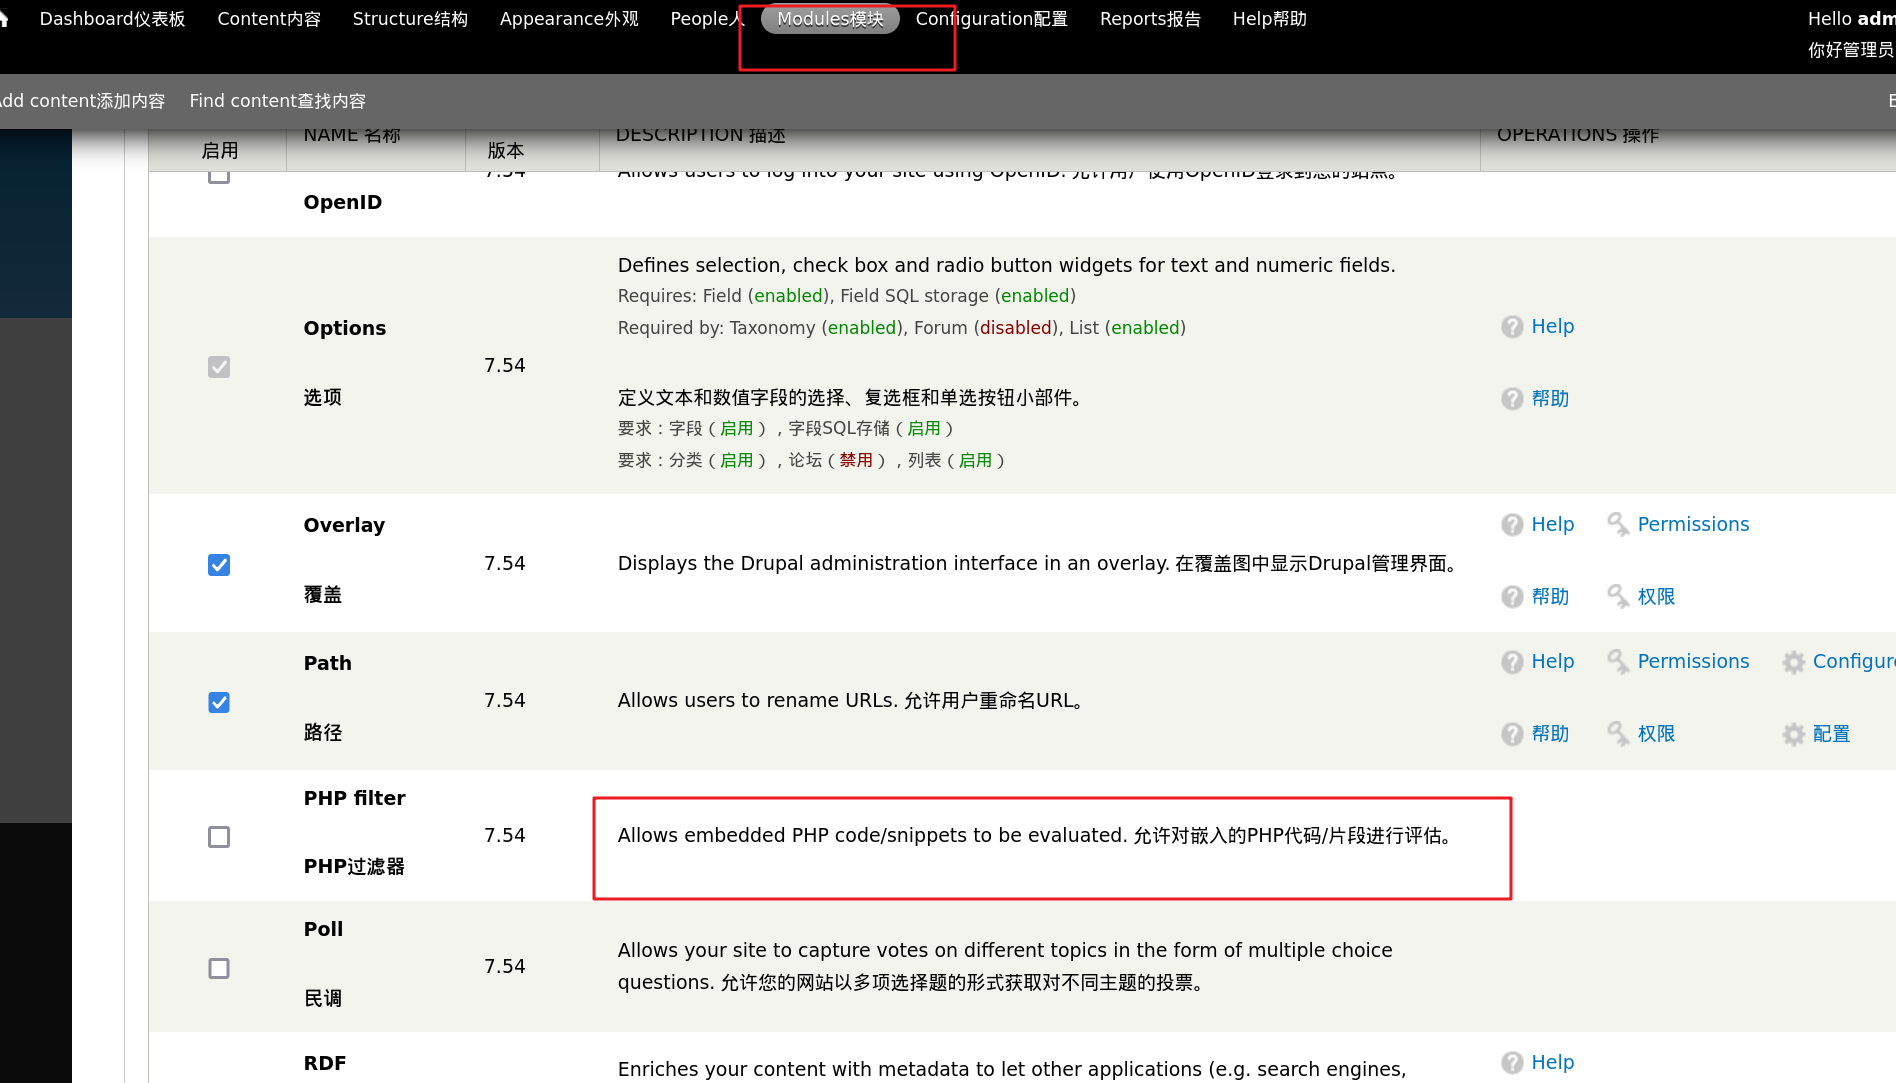 Dashboard仪表板 Content内容 Structure结构 Appearance外观 People人 Modules模块 Configuration配置 Reports报告 Help帮助
Hello adm
你好管理员
Add content添加内容 Find content查找内容 E
启用 NAME 名称 版本 DESCRIPTION 描述 OPERATIONS 操作
7.54 Allows users to log into your site using OpenID. 允许用户使用OpenID登录到您的站点。
OpenID
Defines selection, check box and radio button widgets for text and numeric fields.
Requires: Field (enabled), Field SQL storage (enabled)
Options Required by: Taxonomy (enabled), Forum (disabled), List (enabled) Help
7.54
选项 定义文本和数值字段的选择、复选框和单选按钮小部件。 帮助
要求：字段（启用），字段SQL存储（启用）
要求：分类（启用），论坛（禁用），列表（启用）
Overlay Help Permissions
7.54 Displays the Drupal administration interface in an overlay. 在覆盖图中显示Drupal管理界面。
覆盖 帮助 权限
Path Help Permissions Configure
7.54 Allows users to rename URLs. 允许用户重命名URL。
路径 帮助 权限 配置
PHP filter
7.54 Allows embedded PHP code/snippets to be evaluated. 允许对嵌入的PHP代码/片段进行评估。
PHP过滤器
Poll
7.54 Allows your site to capture votes on different topics in the form of multiple choice
questions. 允许您的网站以多项选择题的形式获取对不同主题的投票。
民调
RDF Enriches your content with metadata to let other applications (e.g. search engines, Help